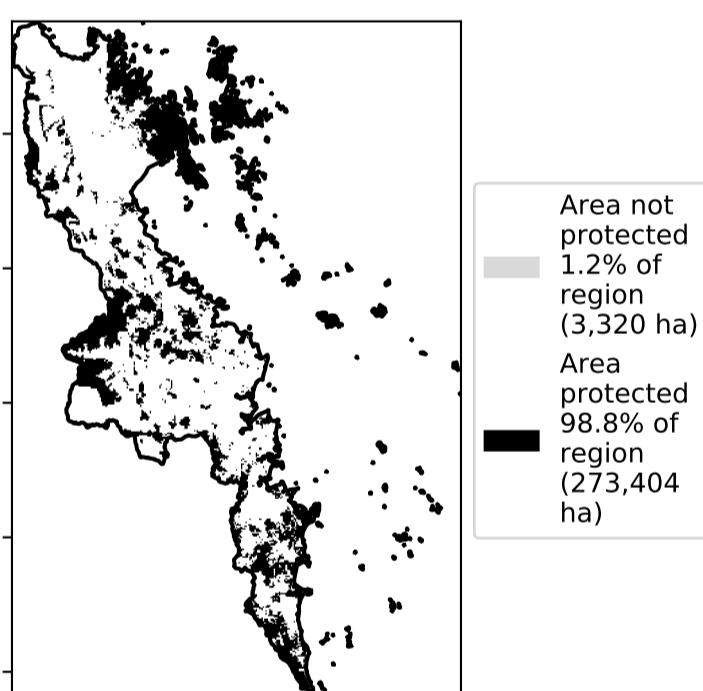 Area not
protected
1.2% of
region
(3,320 ha)
Area
protected
98.8% of
region
(273,404
ha)